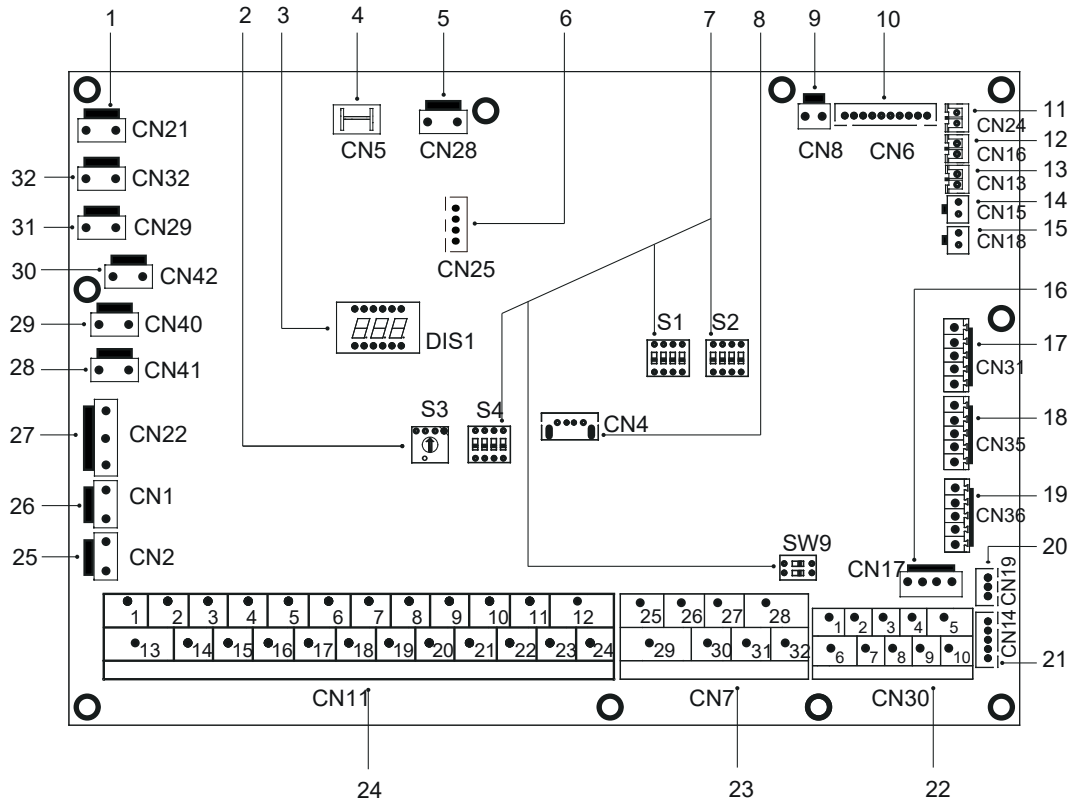 1 2 3 4 5 6 7 8 9 10
CN21
CN5
CN28
CN8
CN6
11
CN24
12
CN16
32
CN32
13
CN13
14
CN15
31
CN29
15
CN18
CN25
30
CN42
16
29
CN40
DIS1
S1
S2
17
CN31
28
CN41
27
CN22
2
S3
S4
CN4
18
CN35
26
CN1
19
CN36
25
CN2
SW9
CN17
20
CN19
1 2 3 4 5 6 7 8 9 10 11 12
13 14 15 16 17 18 19 20 21 22 23 24
25 26 27 28
29 30 31 32
1 2 3 4 5
6 7 8 9 10
CN14
21
CN11
CN7
CN30
24
23
22